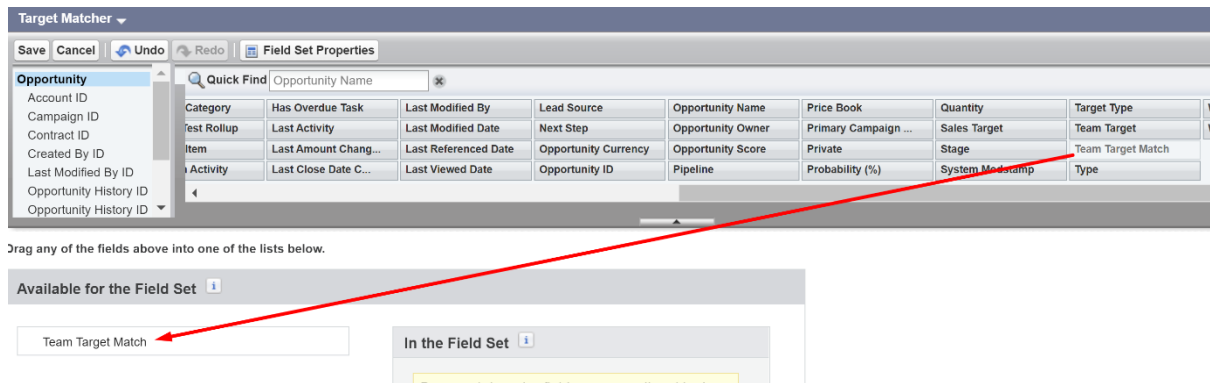 Target Matcher
Save Cancel Undo Redo Field Set Properties
Opportunity
Account ID
Campaign ID
Contract ID
Created By ID
Last Modified By ID
Opportunity History ID
Opportunity History ID
Quick Find Opportunity Name
Category Has Overdue Task Last Modified By Lead Source Opportunity Name Price Book Quantity Target Type
Test Rollup Last Activity Last Modified Date Next Step Opportunity Owner Primary Campaign ... Sales Target Team Target
Item Last Amount Chang... Last Referenced Date Opportunity Currency Opportunity Score Private Stage Team Target Match
Activity Last Close Date C... Last Viewed Date Opportunity ID Pipeline Probability (%) System Modstamp Type
Drag any of the fields above into one of the lists below.
Available for the Field Set
Team Target Match
In the Field Set